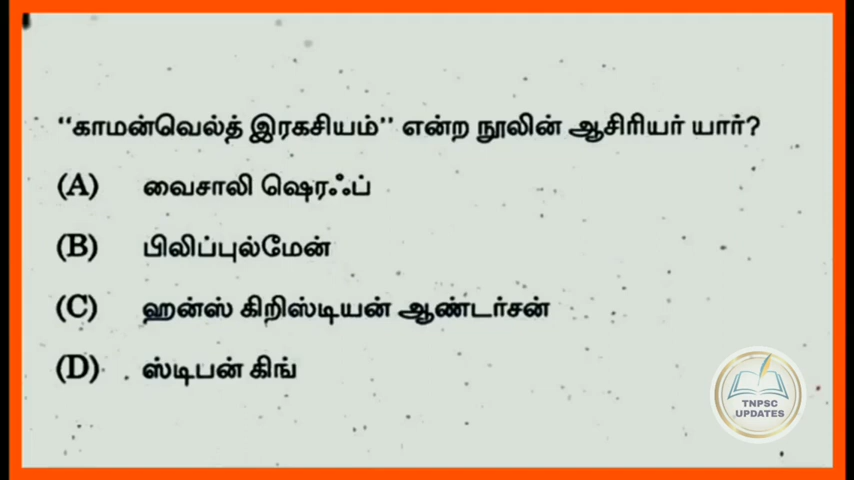 “காமன்வெல்த் இரகசியம்” என்ற நூலின் ஆசிரியர் யார்?
(A) வைசாலி ஷெரஃப்
(B) பிலிப்புல்மேன்
(C) ஹன்ஸ் கிறிஸ்டியன் ஆண்டர்சன்
(D) ஸ்டிபன் கிங்
TNPSC
UPDATES